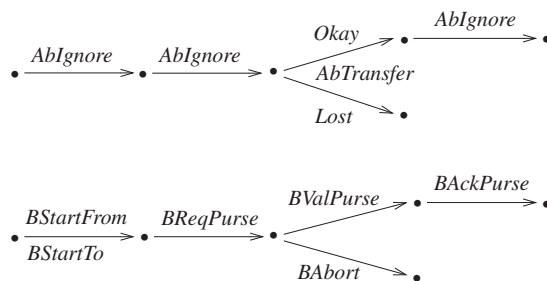 AbIgnore AbIgnore Okay AbIgnore
AbTransfer
Lost
BStartFrom BReqPurse BValPurse BAckPurse
BStartTo
BAbort